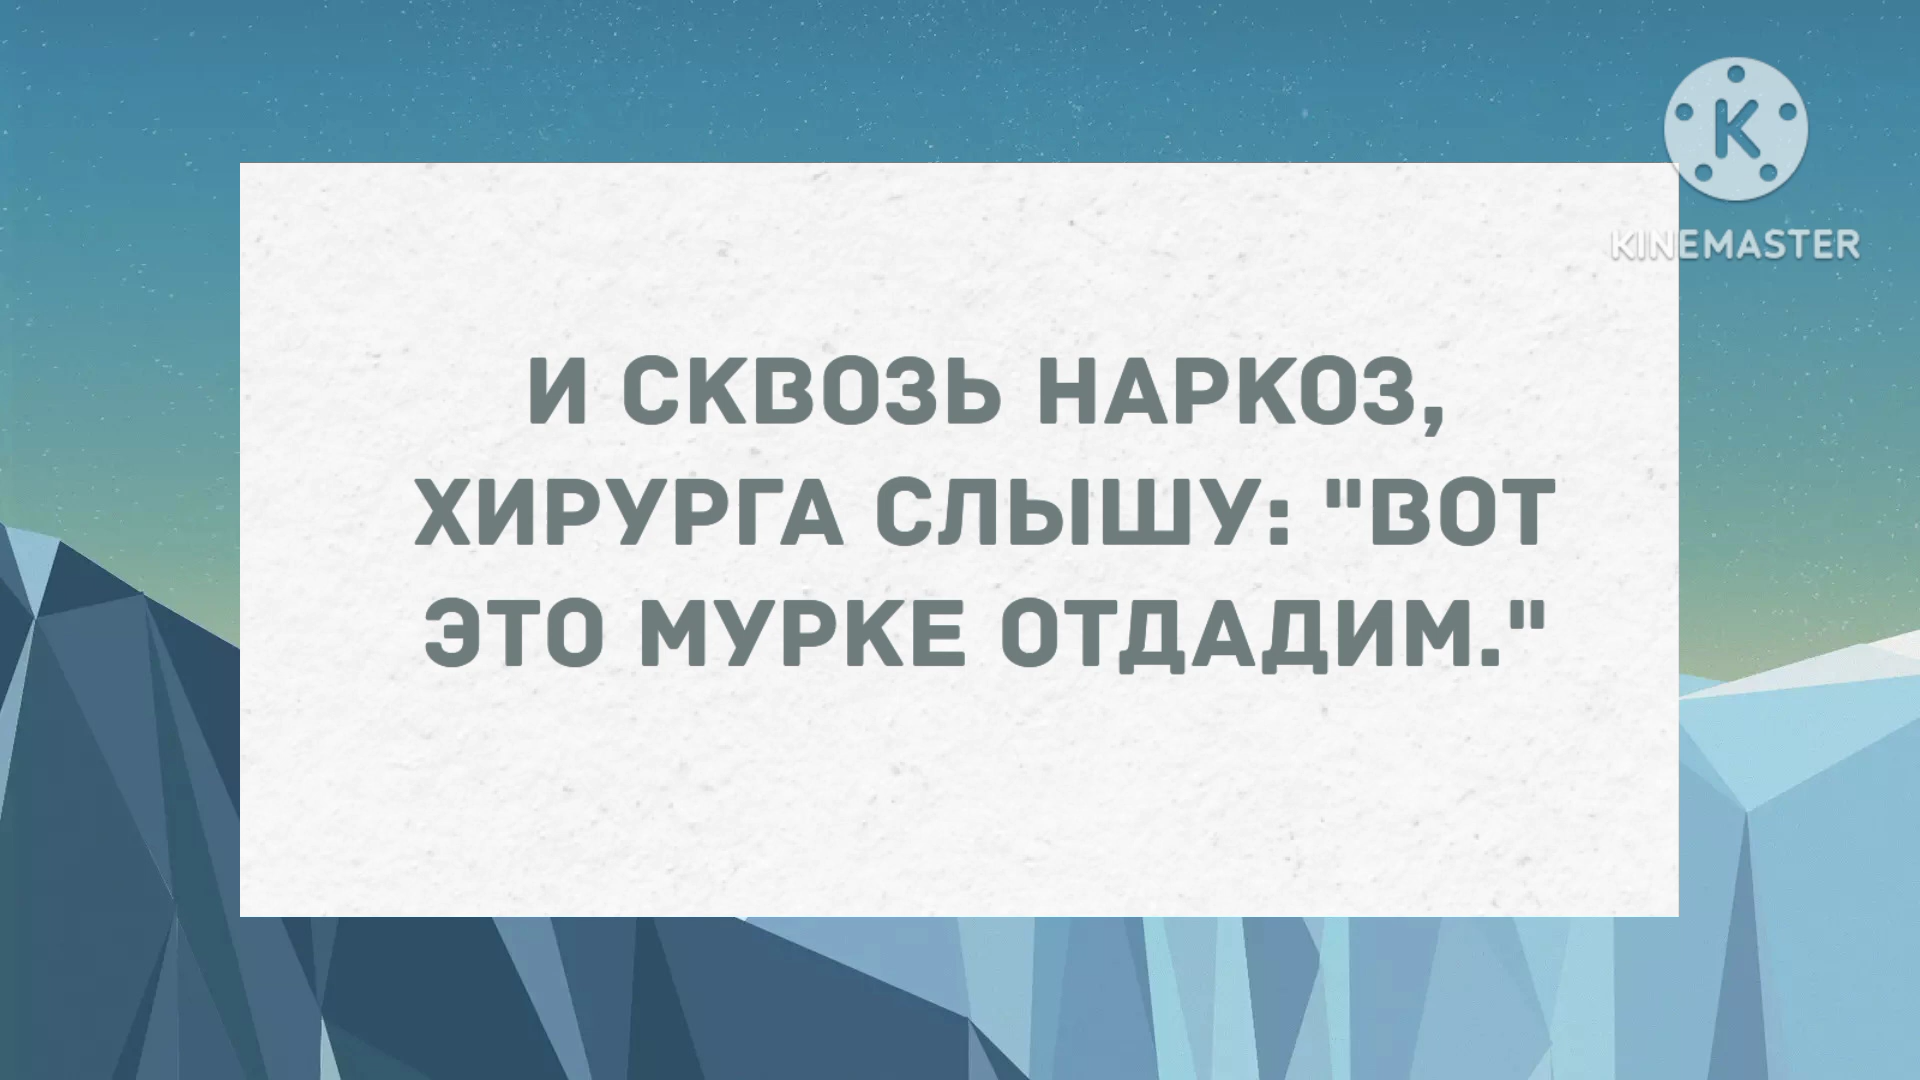 K
KINEMASTER
И СКВОЗЬ НАРКОЗ,
ХИРУРГА СЛЫШУ: "ВОТ
ЭТО МУРКЕ ОТДАДИМ."